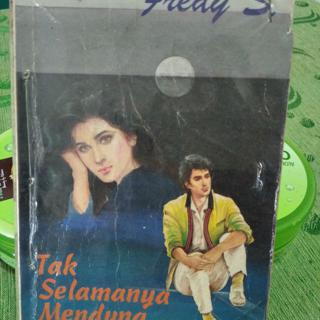 Fredy S.
Tak
Selamanya
Mendung